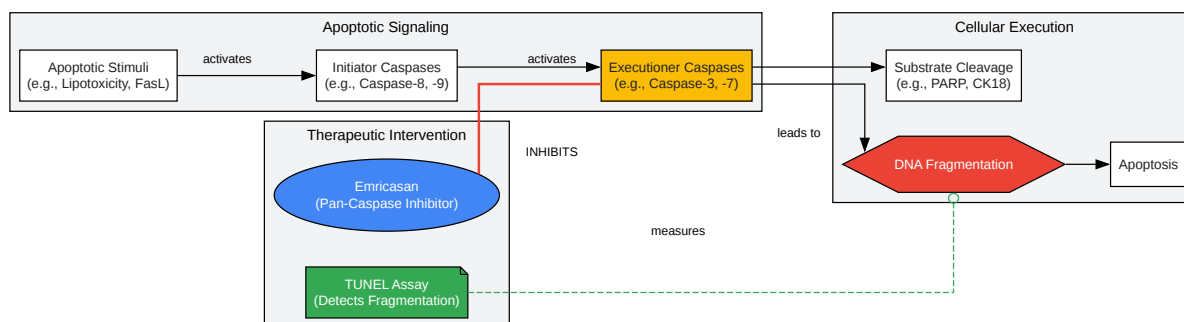 Apoptotic Signaling
Cellular Execution
Apoptotic Stimuli
(e.g., Lipotoxicity, FasL)
activates
Initiator Caspases
(e.g., Caspase-8, -9)
activates
Executioner Caspases
(e.g., Caspase-3, -7)
Substrate Cleavage
(e.g., PARP, CK18)
leads to
DNA Fragmentation
Apoptosis
Therapeutic Intervention
INHIBITS
Emricasan
(Pan-Caspase Inhibitor)
measures
TUNEL Assay
(Detects Fragmentation)